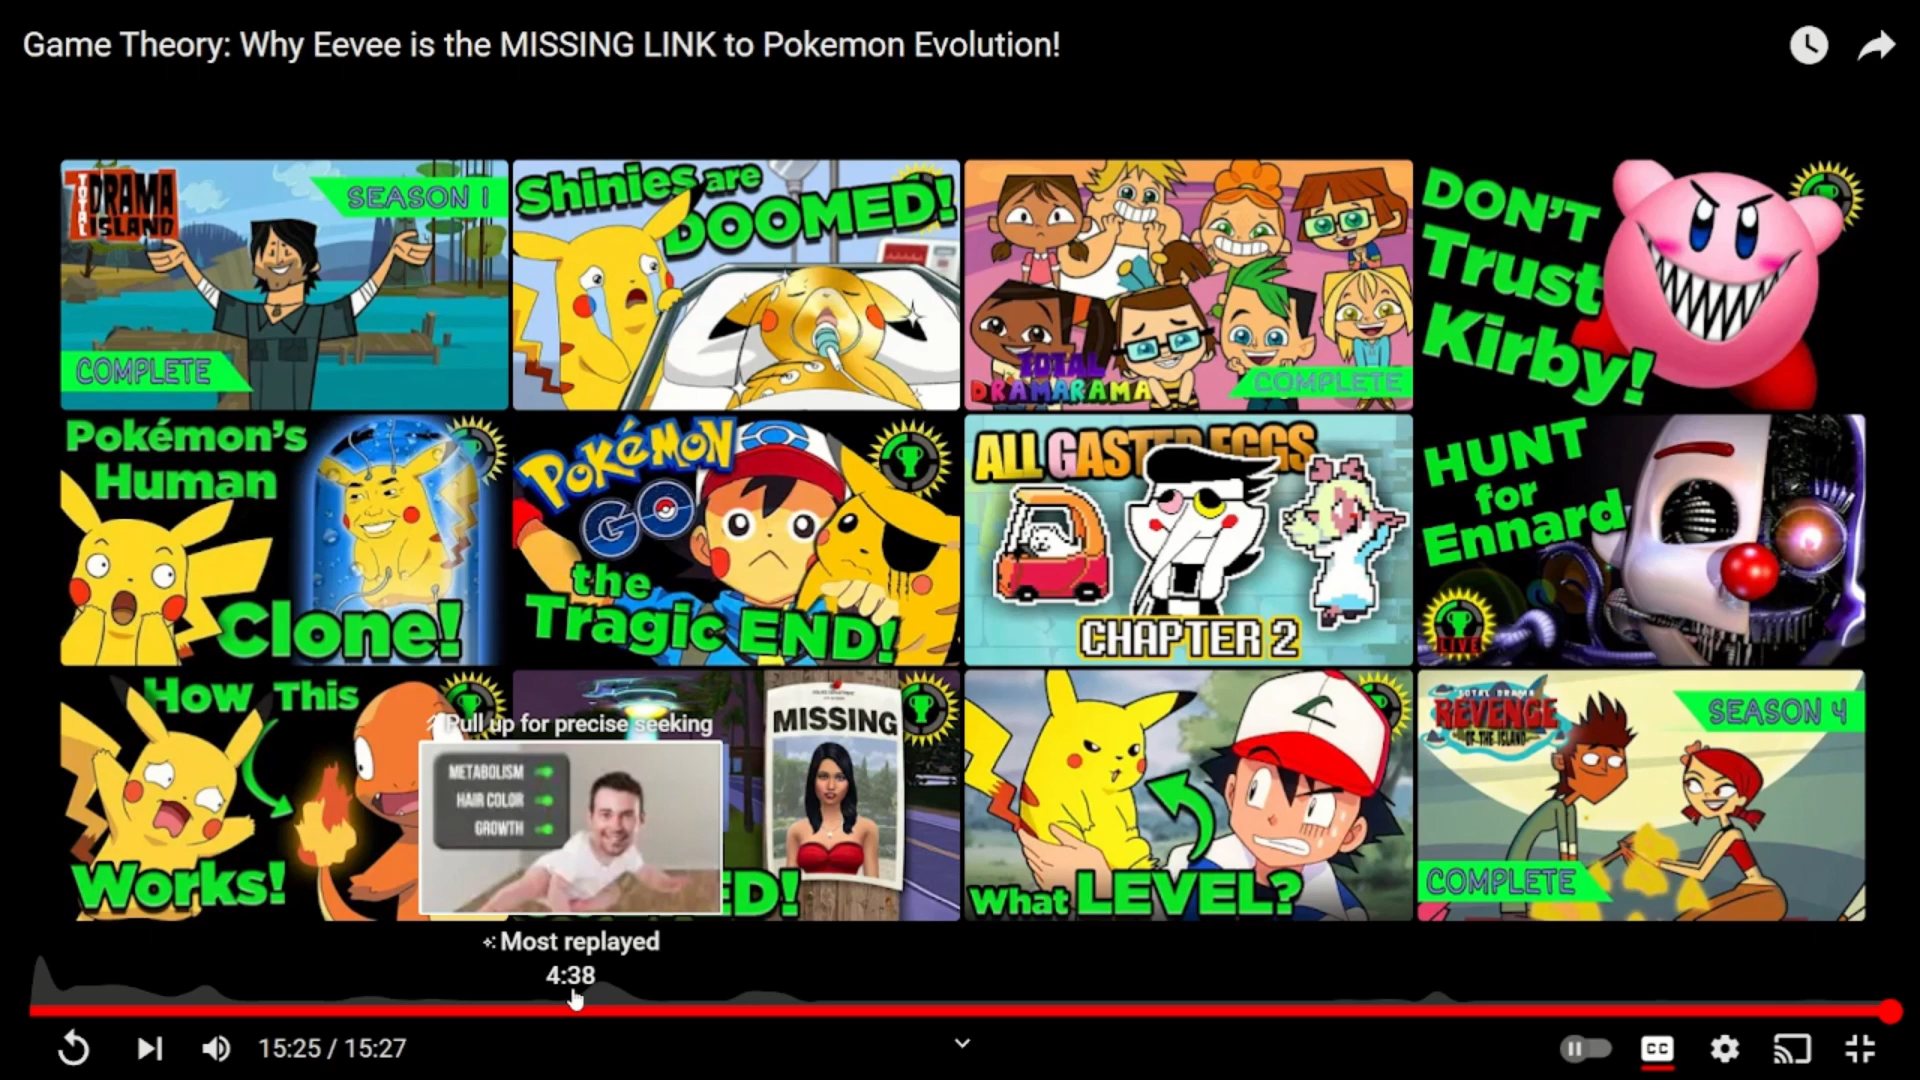 Game Theory: Why Eevee is the MISSING LINK to Pokemon Evolution!
TOTAL
DRAMA
ISLAND
SEASON 1
COMPLETE
Shinies are
DOOMED!
TOTAL
DRAMARAMA
COMPLETE
DON'T
Trust
Kirby!
Pokémon's
Human
Clone!
POKÉMON
GO
the
Tragic END!
ALL GASTER EGGS
CHAPTER 2
HUNT
for
Ennard
LIVE
How This
Works!
Pull up for precise seeking
METABOLISM
HAIR COLOR
GROWTH
MISSING
ED!
What LEVEL?
TOTAL DRAMA
REVENGE
OF THE ISLAND
SEASON 4
COMPLETE
Most replayed
4:38
15:25 / 15:27
CC